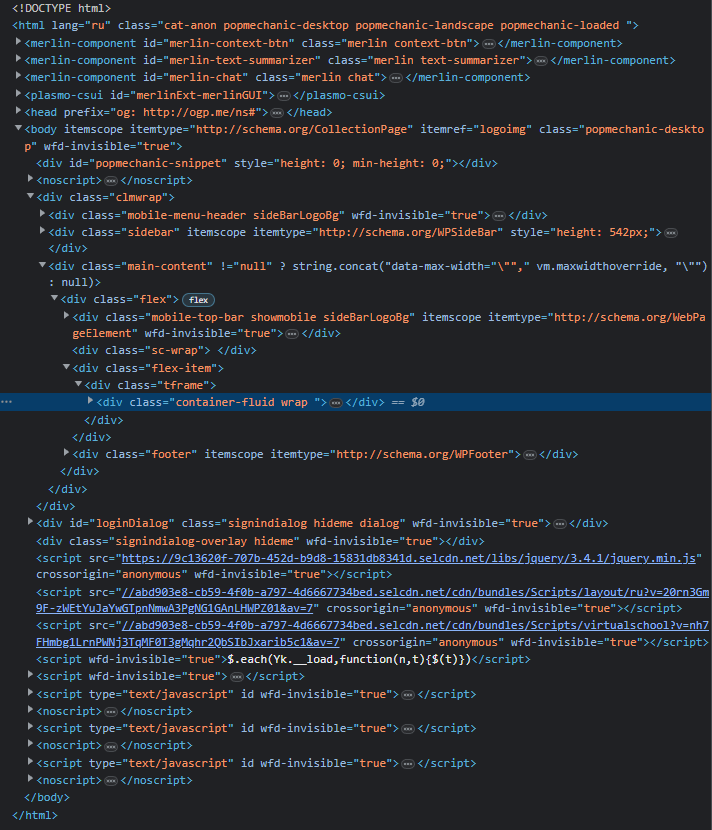 <!DOCTYPE html>
<html lang="ru" class="cat-anon popmechanic-desktop popmechanic-landscape popmechanic-loaded ">
<merlin-component id="merlin-context-btn" class="merlin context-btn">…</merlin-component>
<merlin-component id="merlin-text-summarizer" class="merlin text-summarizer">…</merlin-component>
<merlin-component id="merlin-chat" class="merlin chat">…</merlin-component>
<plasmo-csui id="merlinExt-merlinGUI">…</plasmo-csui>
<head prefix="og: http://ogp.me/ns#">…</head>
<body itemscope itemtype="http://schema.org/CollectionPage" itemref="logoimg" class="popmechanic-deskto
p" wfd-invisible="true">
<div id="popmechanic-snippet" style="height: 0; min-height: 0;"></div>
<noscript>…</noscript>
<div class="clmwrap">
<div class="mobile-menu-header sideBarLogoBg" wfd-invisible="true">…</div>
<div class="sidebar" itemscope itemtype="http://schema.org/WPSideBar" style="height: 542px;">…
</div>
<div class="main-content" !="null" ? string.concat("data-max-width="\""," vm.maxwidthoverride, "\"")
: null)>
<div class="flex"> flex
<div class="mobile-top-bar showmobile sideBarLogoBg" itemscope itemtype="http://schema.org/WebPa
geElement" wfd-invisible="true">…</div>
<div class="sc-wrap"> </div>
<div class="flex-item">
<div class="tframe">
… <div class="container-fluid wrap ">…</div> == $0
</div>
</div>
<div class="footer" itemscope itemtype="http://schema.org/WPFooter">…</div>
</div>
</div>
</div>
<div id="loginDialog" class="signindialog hideme dialog" wfd-invisible="true">…</div>
<div class="signindialog-overlay hideme" wfd-invisible="true"></div>
<script src="https://9c13620f-707b-452d-b9d8-15831db8341d.selcdn.net/libs/jquery/3.4.1/jquery.min.js"
crossorigin="anonymous" wfd-invisible="true"></script>
<script src="//abd903e8-cb59-4f0b-a797-4d6667734bed.selcdn.net/cdn/bundles/Scripts/layout/ru?v=20rn3Gm
9F-zWEtYuJaYwGTpnNmwA3PgNG1GAnLHWPZ01&av=7" crossorigin="anonymous" wfd-invisible="true"></script>
<script src="//abd903e8-cb59-4f0b-a797-4d6667734bed.selcdn.net/cdn/bundles/Scripts/virtualschool?v=nh7
FHmbg1LrnPWNj3TqMF0T3gMqhr2QbSIbJxarib5c1&av=7" crossorigin="anonymous" wfd-invisible="true"></script>
<script wfd-invisible="true">$.each(Yk.__load,function(n,t){$(t)})</script>
<script wfd-invisible="true">…</script>
<script type="text/javascript" id wfd-invisible="true">…</script>
<noscript>…</noscript>
<script type="text/javascript" id wfd-invisible="true">…</script>
<noscript>…</noscript>
<script type="text/javascript" id wfd-invisible="true">…</script>
<noscript>…</noscript>
</body>
</html>